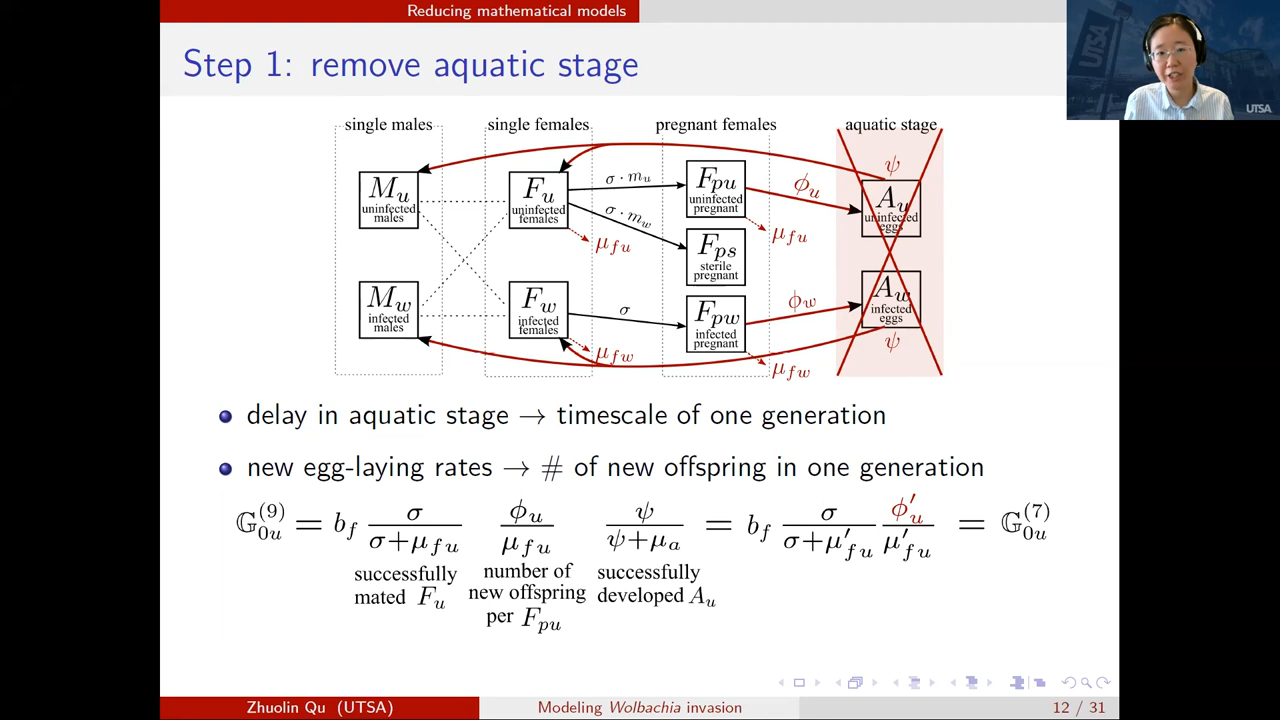 Reducing mathematical models
Step 1: remove aquatic stage
single males
single females
pregnant females
aquatic stage
ψ
M_u
uninfected
males
F_u
uninfected
females
σ · m_u
σ · m_w
F_pu
uninfected
pregnant
ϕ_u
A_u
uninfected
eggs
μ_fu
μ_fu
F_ps
sterile
pregnant
M_w
infected
males
F_w
infected
females
σ
F_pw
infected
pregnant
ϕ_w
A_w
infected
eggs
μ_fw
μ_fw
ψ
delay in aquatic stage → timescale of one generation
new egg-laying rates → # of new offspring in one generation
𝔾_0u^(9) = b_f σ/(σ+μ_fu) ϕ_u/μ_fu ψ/(ψ+μ_a) = b_f σ/(σ+μ′_fu) ϕ′_u/μ′_fu = 𝔾_0u^(7)
successfully
mated F_u
number of
new offspring
per F_pu
successfully
developed A_u
Zhuolin Qu (UTSA)
Modeling Wolbachia invasion
12 / 31
UTSA
UTSA